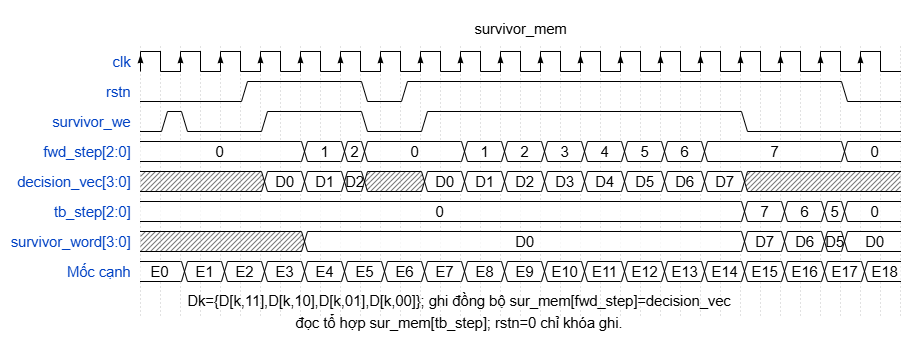 survivor_mem
clk
rstn
survivor_we
fwd_step[2:0] 0 1 2 0 1 2 3 4 5 6 7 0
decision_vec[3:0] D0 D1 D2 D0 D1 D2 D3 D4 D5 D6 D7
tb_step[2:0] 0 7 6 5 0
survivor_word[3:0] D0 D7 D6 D5 D0
Mốc cạnh E0 E1 E2 E3 E4 E5 E6 E7 E8 E9 E10 E11 E12 E13 E14 E15 E16 E17 E18
Dk={D[k,11],D[k,10],D[k,01],D[k,00]}; ghi đồng bộ sur_mem[fwd_step]=decision_vec
đọc tổ hợp sur_mem[tb_step]; rstn=0 chỉ khóa ghi.